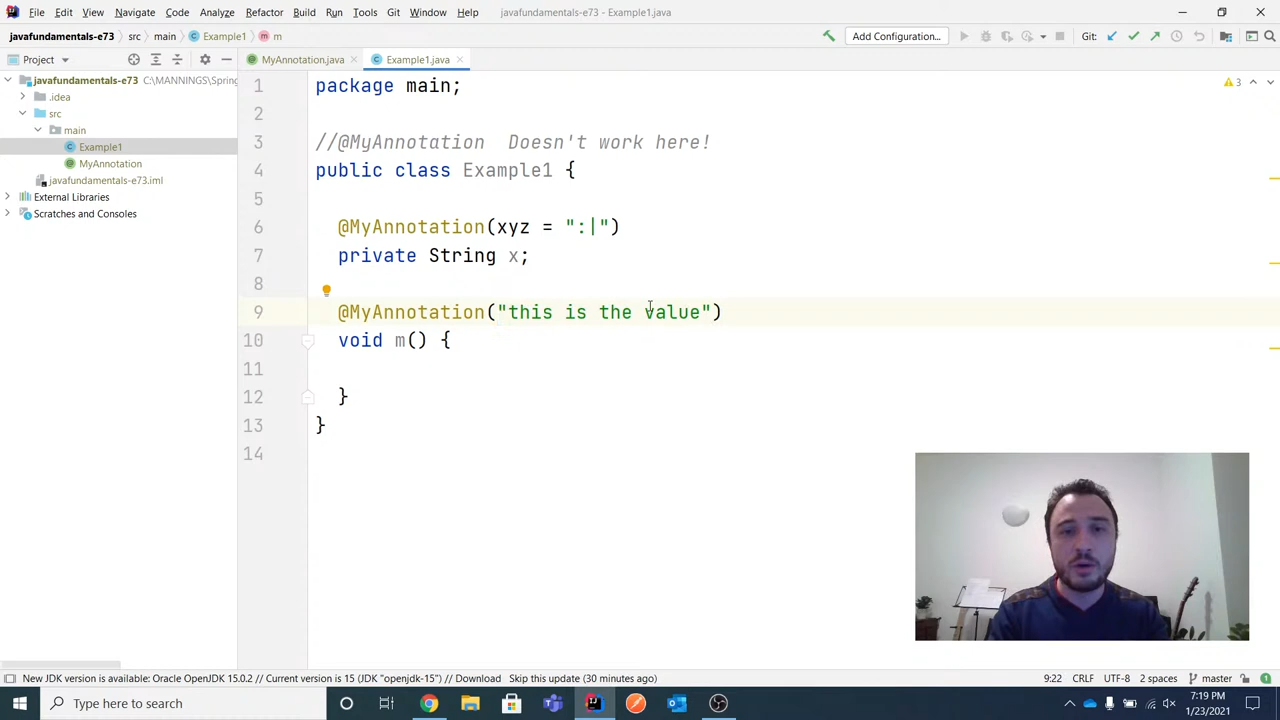 File Edit View Navigate Code Analyze Refactor Build Run Tools Git Window Help javafundamentals-e73 - Example1.java
javafundamentals-e73 src main Example1 m Add Configuration... Git:
Project MyAnnotation.java Example1.java
javafundamentals-e73 C:\MANNINGS\Spring
.idea
src
main
Example1
MyAnnotation
javafundamentals-e73.iml
External Libraries
Scratches and Consoles
3
1 package main;
2
3 //@MyAnnotation Doesn't work here!
4 public class Example1 {
5
6 @MyAnnotation(xyz = ":|")
7 private String x;
8
9 @MyAnnotation("this is the value")
10 void m() {
11
12 }
13 }
14
New JDK version is available: Oracle OpenJDK 15.0.2 // Current version is 15 (JDK "openjdk-15") // Download Skip this update (30 minutes ago) 9:22 CRLF UTF-8 2 spaces master
Type here to search 7:19 PM
1/23/2021